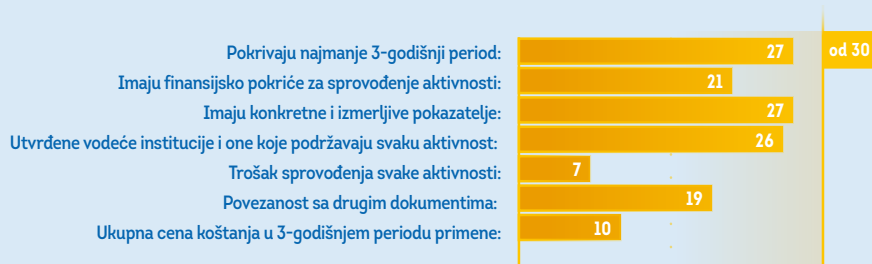 Pokrivaju najmanje 3-godišnji period: 27 od 30
Imaju finansijsko pokriće za sprovođenje aktivnosti: 21
Imaju konkretne i izmerljive pokazatelje: 27
Utvrđene vodeće institucije i one koje podržavaju svaku aktivnost: 26
Trošak sprovođenja svake aktivnosti: 7
Povezanost sa drugim dokumentima: 19
Ukupna cena koštanja u 3-godišnjem periodu primene: 10